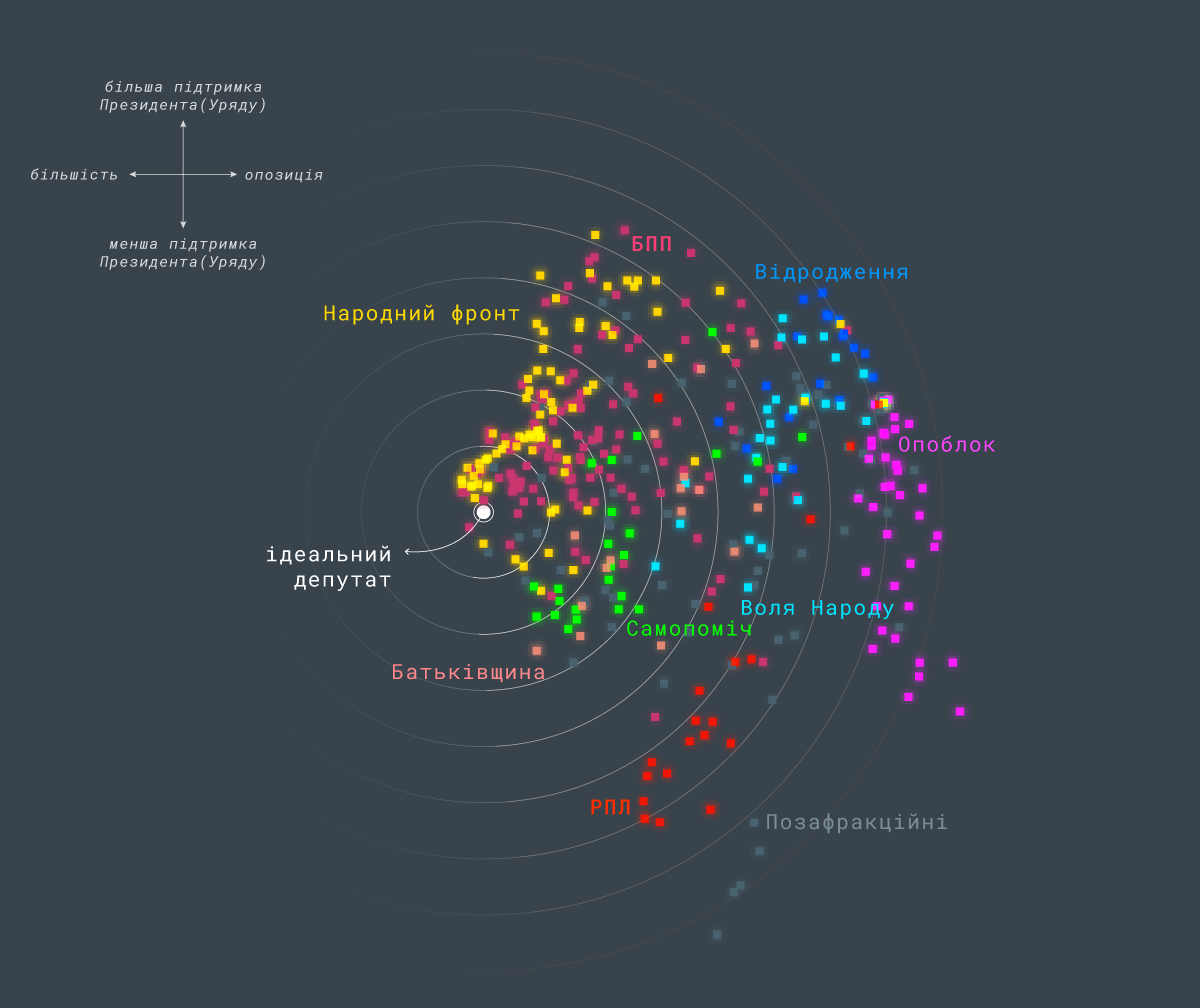 більша підтримка
Президента(Уряду)
більшість
опозиція
менша підтримка
Президента(Уряду)
БПП
Відродження
Народний фронт
Опоблок
ідеальний
депутат
Воля Народу
Самопоміч
Батьківщина
РПЛ
Позафракційні